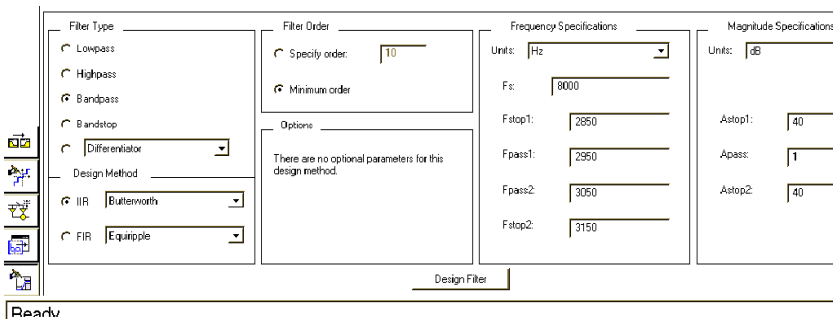 Filter Type
Lowpass
Highpass
Bandpass
Bandstop
Differentiator
Design Method
IIR Butterworth
FIR Equiripple
Filter Order
Specify order: 10
Minimum order
Options
There are no optional parameters for this
design method.
Frequency Specifications
Units: Hz
Fs: 8000
Fstop1: 2850
Fpass1: 2950
Fpass2: 3050
Fstop2: 3150
Magnitude Specifications
Units: dB
Astop1: 40
Apass: 1
Astop2: 40
Design Filter
Ready